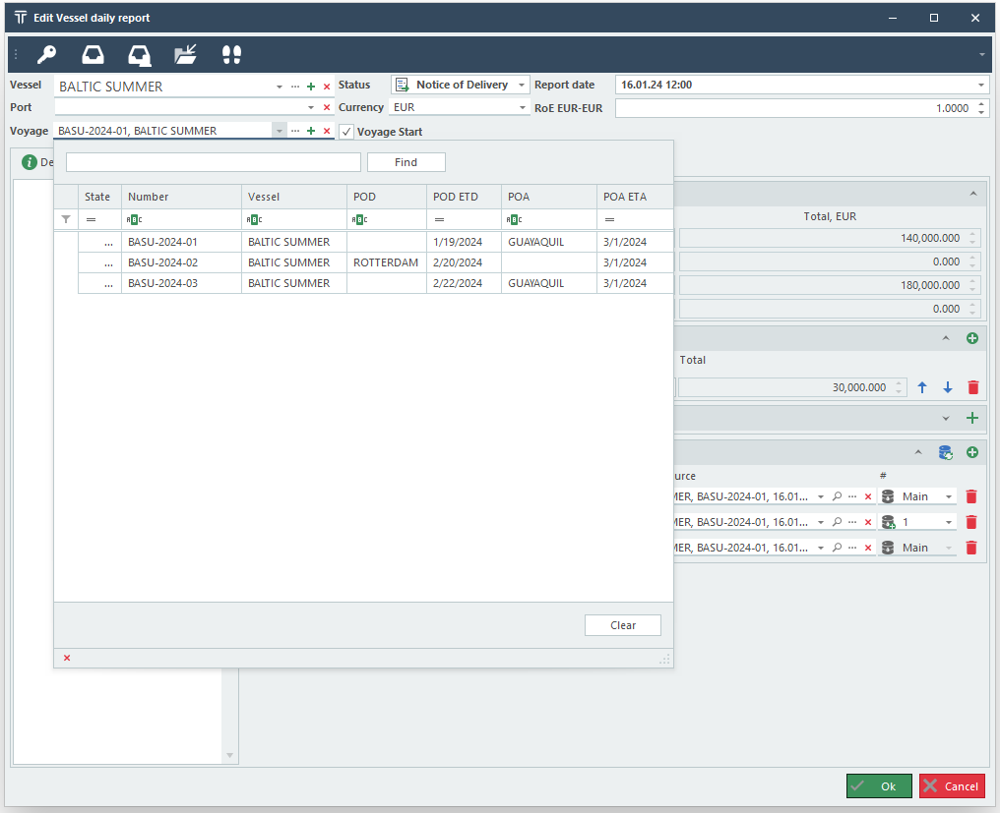 Edit Vessel daily report
Vessel BALTIC SUMMER Status Notice of Delivery Report date 16.01.24 12:00
Port Currency EUR RoE EUR-EUR 1.0000
Voyage BASU-2024-01, BALTIC SUMMER Voyage Start
De
Find
State Number Vessel POD POD ETD POA POA ETA
= ABC ABC ABC = ABC =
... BASU-2024-01 BALTIC SUMMER 1/19/2024 GUAYAQUIL 3/1/2024
... BASU-2024-02 BALTIC SUMMER ROTTERDAM 2/20/2024 3/1/2024
... BASU-2024-03 BALTIC SUMMER 2/22/2024 GUAYAQUIL 3/1/2024
Clear
Total, EUR
140,000.000
0.000
180,000.000
0.000
Total
30,000.000
urce #
MER, BASU-2024-01, 16.01... Main
MER, BASU-2024-01, 16.01... 1
MER, BASU-2024-01, 16.01... Main
Ok Cancel